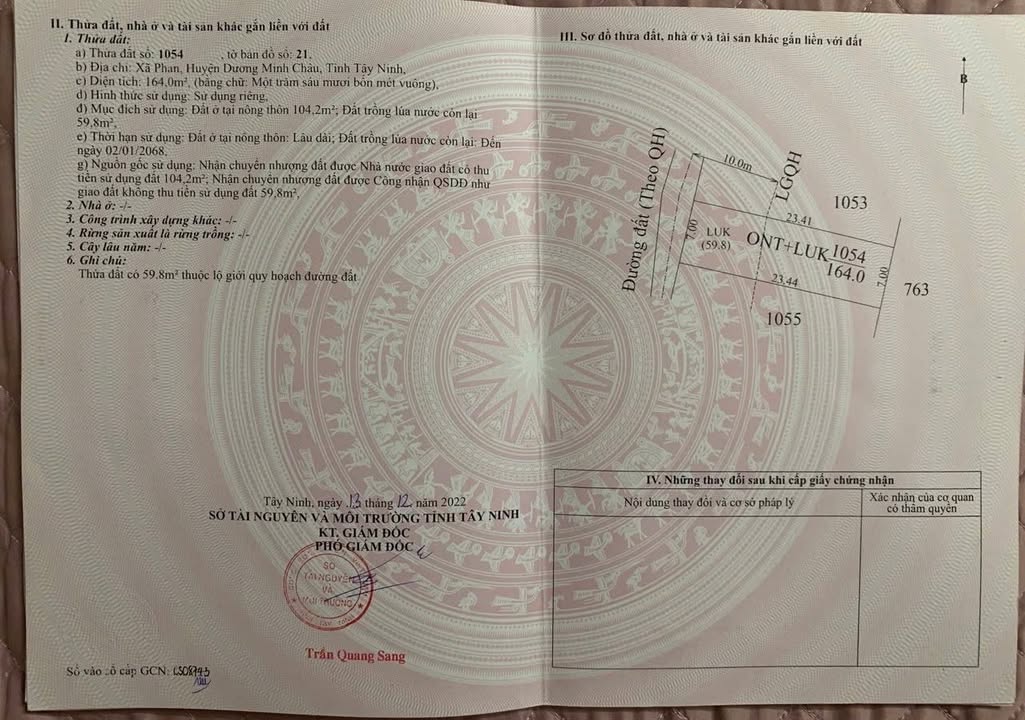 II. Thửa đất, nhà ở và tài sản khác gắn liền với đất
1. Thửa đất:
a) Thửa đất số: 1054 , tờ bản đồ số: 21,
b) Địa chỉ: Xã Phan, Huyện Dương Minh Châu, Tỉnh Tây Ninh,
c) Diện tích: 164,0m², (bằng chữ: Một trăm sáu mươi bốn mét vuông),
d) Hình thức sử dụng: Sử dụng riêng,
đ) Mục đích sử dụng: Đất ở tại nông thôn 104,2m²; Đất trồng lúa nước còn lại
59,8m²,
e) Thời hạn sử dụng: Đất ở tại nông thôn: Lâu dài; Đất trồng lúa nước còn lại: Đến
ngày 02/01/2068,
g) Nguồn gốc sử dụng: Nhận chuyển nhượng đất được Nhà nước giao đất có thu
tiền sử dụng đất 104,2m²; Nhận chuyển nhượng đất được Công nhận QSDĐ như
giao đất không thu tiền sử dụng đất 59,8m²,
2. Nhà ở: -/-
3. Công trình xây dựng khác: -/-
4. Rừng sản xuất là rừng trồng: -/-
5. Cây lâu năm: -/-
6. Ghi chú:
Thửa đất có 59.8m² thuộc lộ giới quy hoạch đường đất
Tây Ninh, ngày 13 tháng 12 năm 2022
SỞ TÀI NGUYÊN VÀ MÔI TRƯỜNG TỈNH TÂY NINH
KT. GIÁM ĐỐC
PHÓ GIÁM ĐỐC
SỞ
TÀI NGUYÊN
VÀ
MÔI TRƯỜNG
Trần Quang Sang
Số vào sổ cấp GCN:
III. Sơ đồ thửa đất, nhà ở và tài sản khác gắn liền với đất
B
Đường đất (Theo QH)
10.0m
LGQH
1053
23.41
7.00
LUK
(59.8)
ONT+LUK
1054
164.0
7.00
763
23.44
1055
IV. Những thay đổi sau khi cấp giấy chứng nhận
Nội dung thay đổi và cơ sở pháp lý
Xác nhận của cơ quan
có thẩm quyền